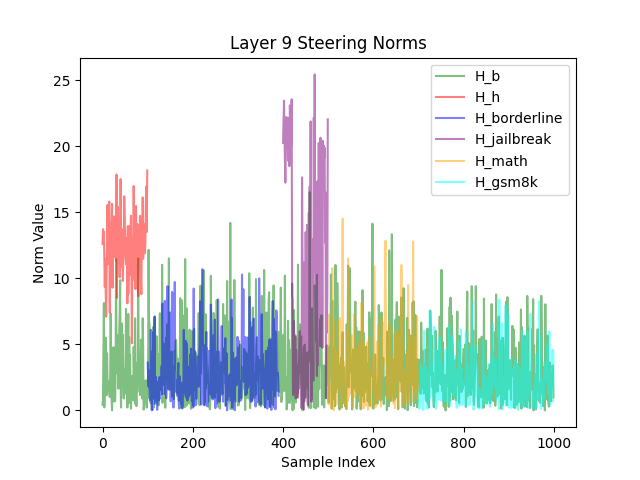 Layer 9 Steering Norms
Norm Value
25
20
15
10
5
0
H_b
H_h
H_borderline
H_jailbreak
H_math
H_gsm8k
0 200 400 600 800 1000
Sample Index